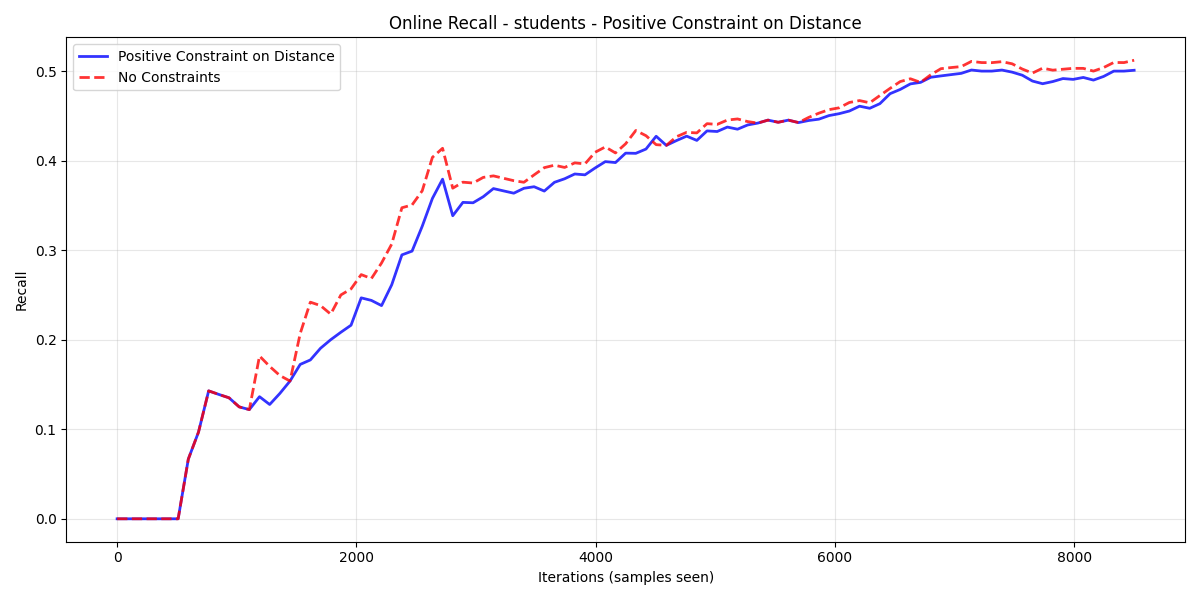 Online Recall - students - Positive Constraint on Distance
Positive Constraint on Distance
No Constraints
Recall
0.5
0.4
0.3
0.2
0.1
0.0
0 2000 4000 6000 8000
Iterations (samples seen)